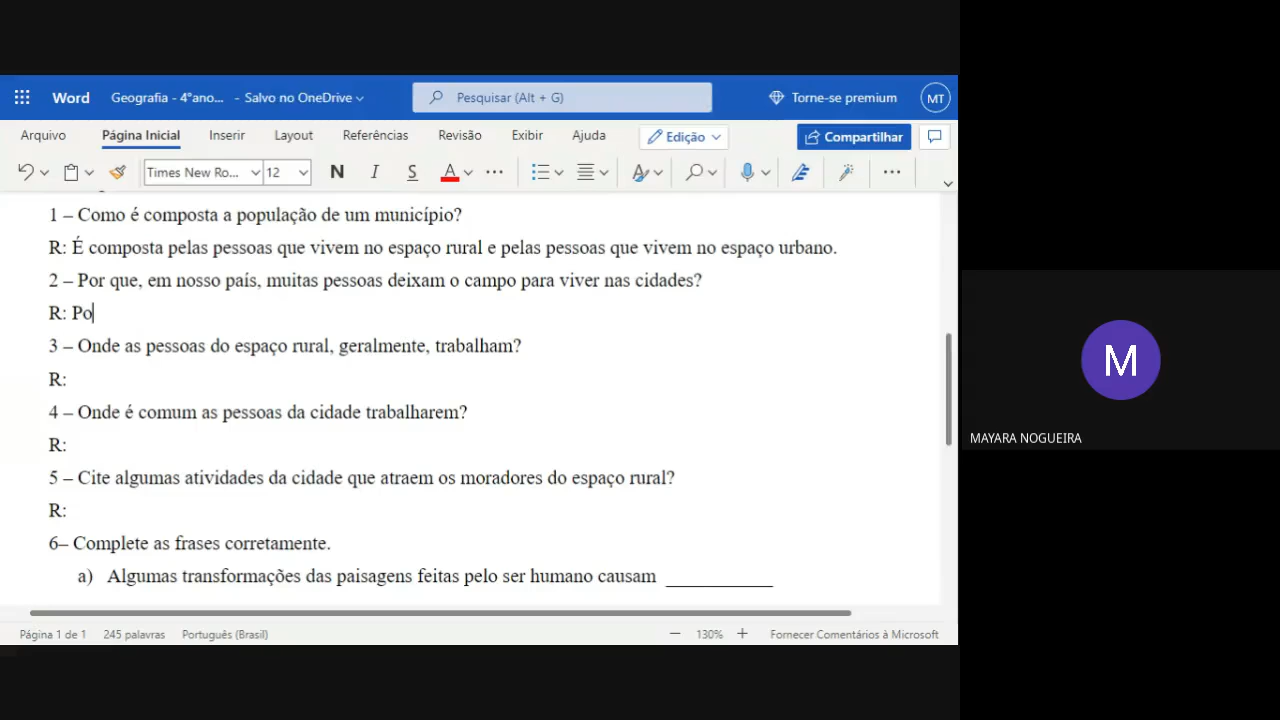 Word Geografia - 4°ano... - Salvo no OneDrive Pesquisar (Alt + G) Torne-se premium MT
Arquivo Página Inicial Inserir Layout Referências Revisão Exibir Ajuda Edição Compartilhar
Times New Ro... 12 N I S A
1 – Como é composta a população de um município?
R: É composta pelas pessoas que vivem no espaço rural e pelas pessoas que vivem no espaço urbano.
2 – Por que, em nosso país, muitas pessoas deixam o campo para viver nas cidades?
R: Po
3 – Onde as pessoas do espaço rural, geralmente, trabalham?
R:
4 – Onde é comum as pessoas da cidade trabalharem?
R:
5 – Cite algumas atividades da cidade que atraem os moradores do espaço rural?
R:
6– Complete as frases corretamente.
a) Algumas transformações das paisagens feitas pelo ser humano causam ___________
Página 1 de 1 245 palavras Português (Brasil) 130% Fornecer Comentários à Microsoft
M
MAYARA NOGUEIRA